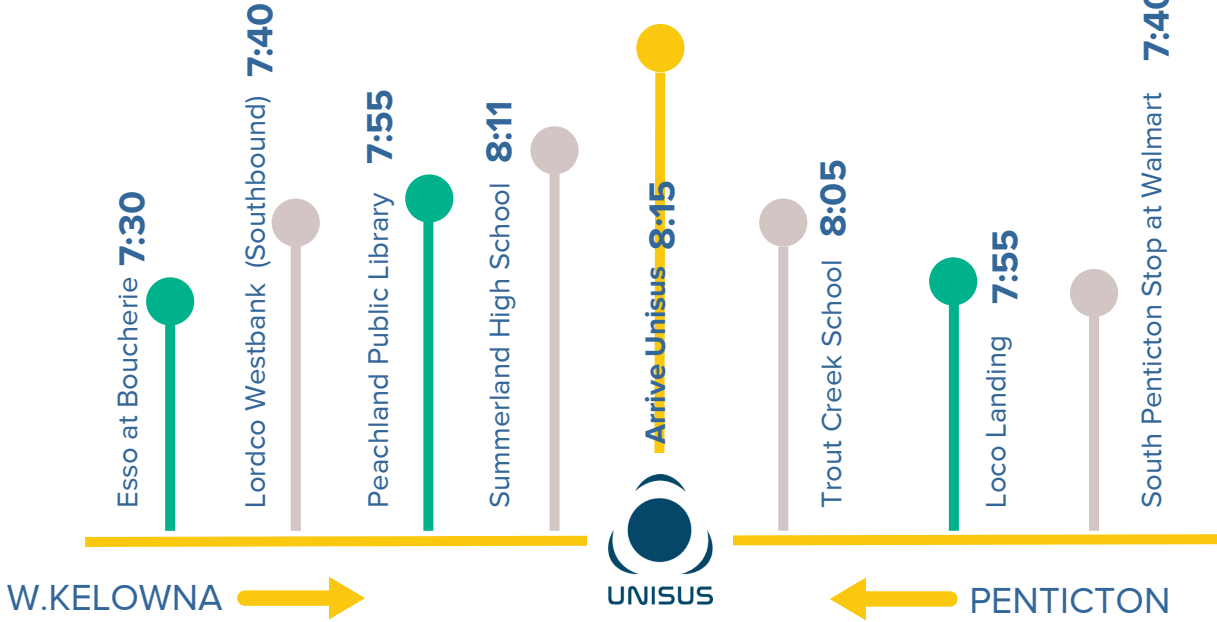 Esso at Boucherie 7:30
Lordco Westbank (Southbound) 7:40
Peachland Public Library 7:55
Summerland High School 8:11
Arrive Unisus 8:15
Trout Creek School 8:05
Loco Landing 7:55
South Penticton Stop at Walmart 7:40
UNISUS
W.KELOWNA
PENTICTON